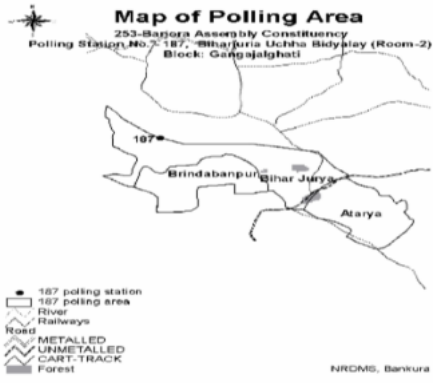 Map of Polling Area
253-Barjora Assembly Constituency
Polling Station No.- 187, Biharjuria Uchha Bidyalay (Room-2)
Block: Gangajalghati
187
Brindabanpur
Bihar Jurya
Atarya
187 polling station
187 polling area
River
Railways
Road
METALLED
UNMETALLED
CART-TRACK
Forest
NRDMS, Bankura